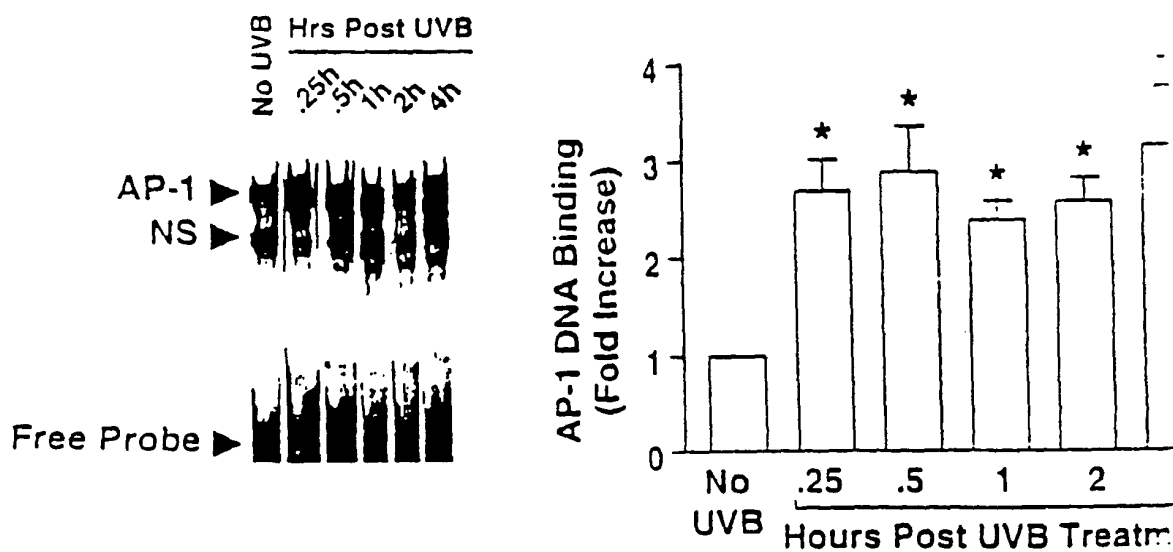 No UVB
Hrs Post UVB
.25h .5h 1h 2h 4h
AP-1
NS
Free Probe
AP-1 DNA Binding
(Fold Increase)
4
3
2
1
0
* * * *
No UVB
.25 .5 1 2
Hours Post UVB